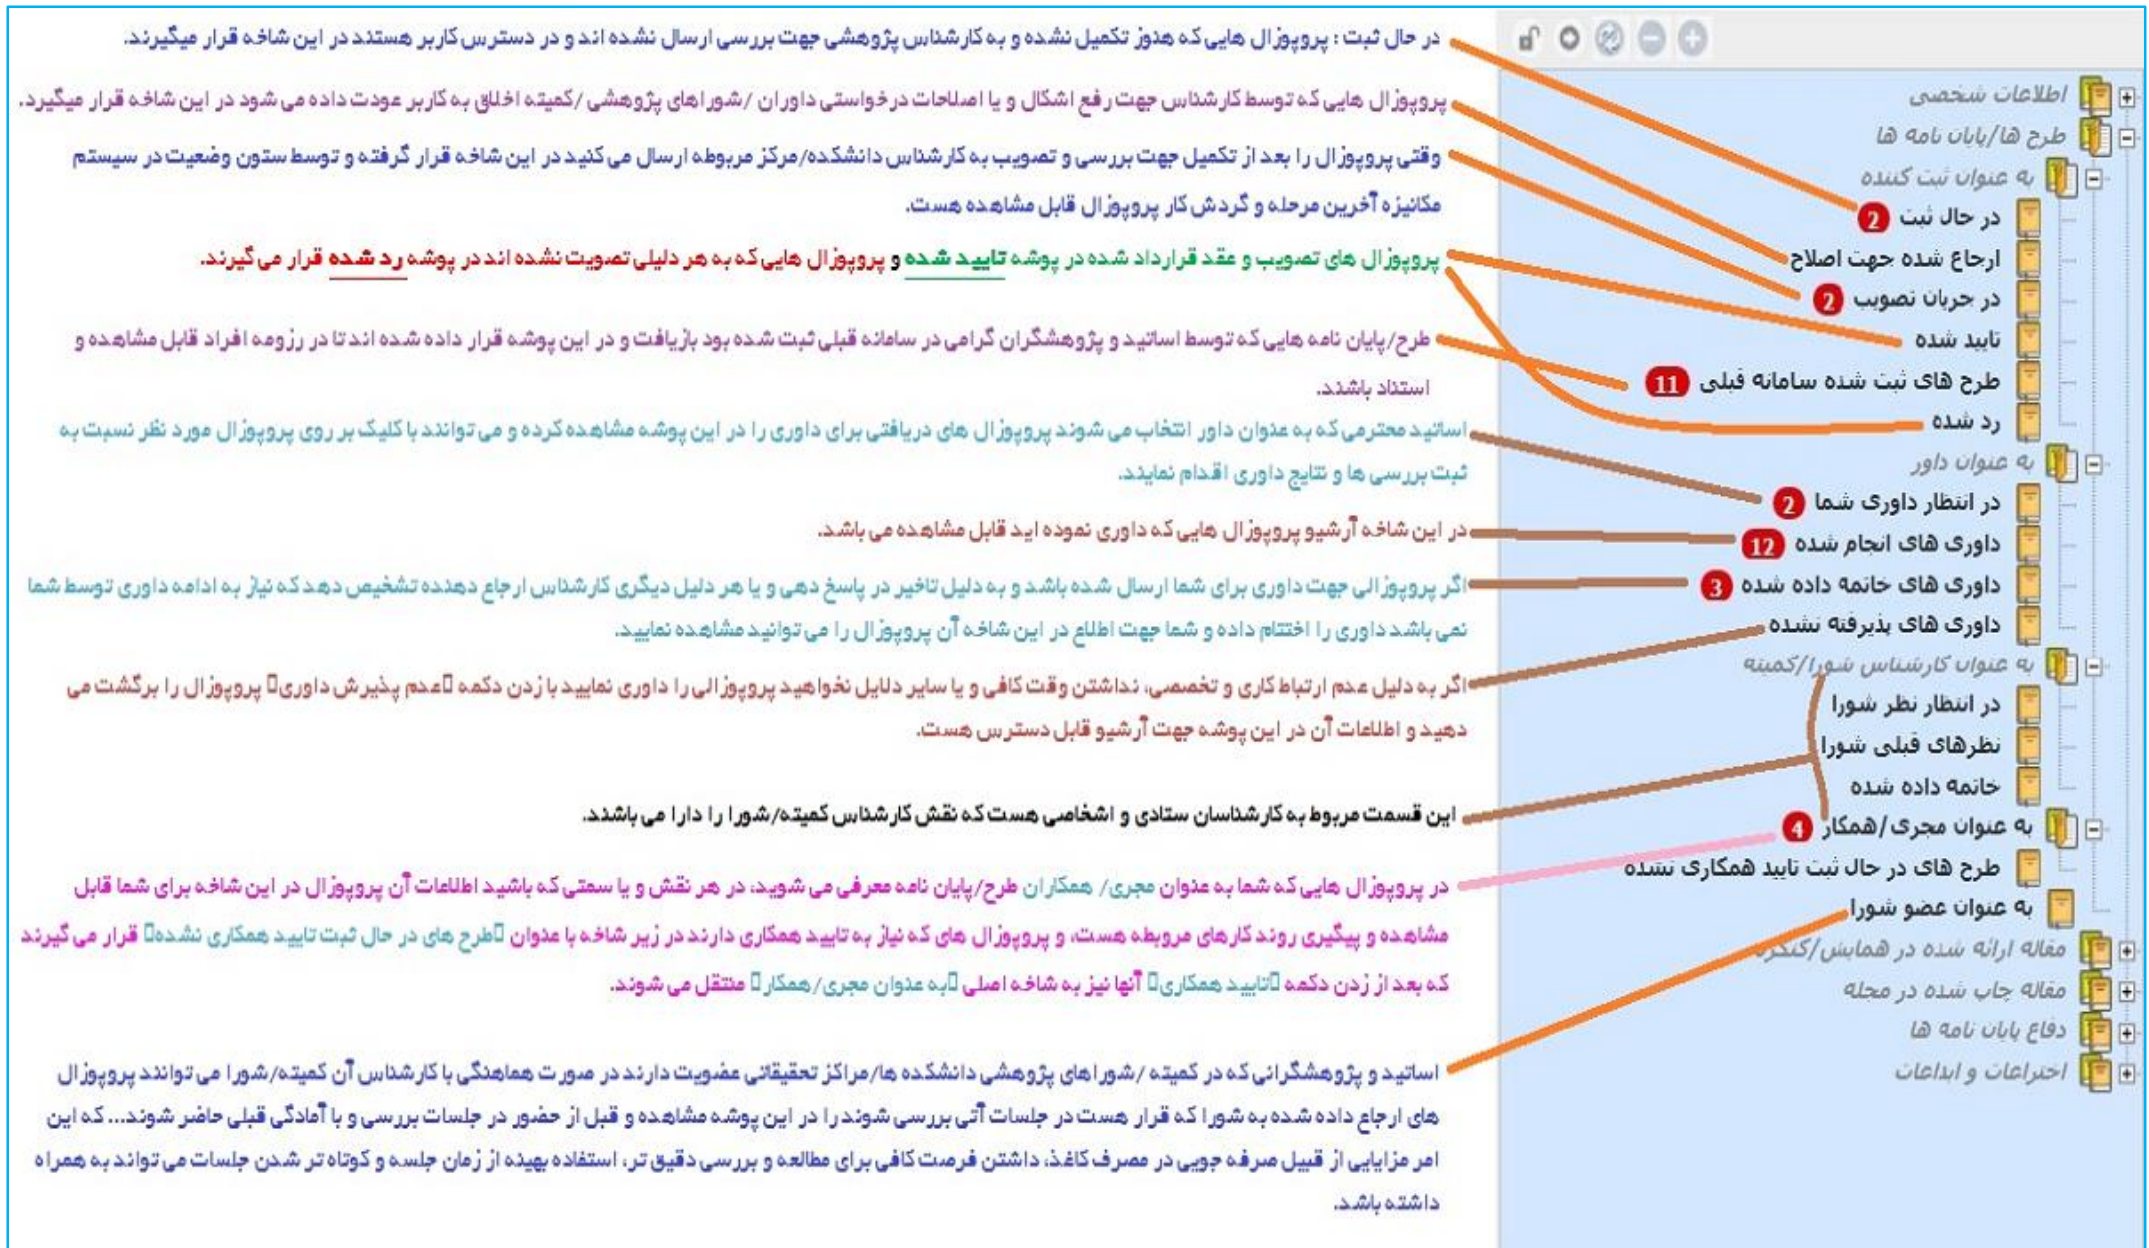 اطلاعات شخصی
طرح ها/پایان نامه ها
به عنوان ثبت کننده
در حال ثبت 2
ارجاع شده جهت اصلاح
در جریان تصویب 2
تایید شده
طرح های ثبت شده سامانه قبلی 11
رد شده
به عنوان داور
در انتظار داوری شما 2
داوری های انجام شده 12
داوری های خاتمه داده شده 3
داوری های پذیرفته نشده
به عنوان کارشناس شورا/کمیته
در انتظار نظر شورا
نظرهای قبلی شورا
خاتمه داده شده
به عنوان مجری/همکار 4
طرح های در حال ثبت تایید همکاری نشده
به عنوان عضو شورا
مقاله ارائه شده در همایش/کنگره
مقاله چاپ شده در مجله
دفاع پایان نامه ها
اختراعات و ابداعات
در حال ثبت : پروپوزال هایی که هنوز تکمیل نشده و به کارشناس پژوهشی جهت بررسی ارسال نشده اند و در دسترس کاربر هستند در این شاخه قرار میگیرند.
پروپوزال هایی که توسط کارشناس جهت رفع اشکال و یا اصلاحات درخواستی داوران /شوراهای پژوهشی /کمیته اخلاق به کاربر عودت داده می شود در این شاخه قرار میگیرد.
وقتی پروپوزال را بعد از تکمیل جهت بررسی و تصویب به کارشناس دانشکده/مرکز مربوطه ارسال می کنید در این شاخه قرار گرفته و توسط ستون وضعیت در سیستم
مکانیزه آخرین مرحله و گردش کار پروپوزال قابل مشاهده هست.
پروپوزال های تصویب و عقد قرارداد شده در پوشه تایید شده و پروپوزال هایی که به هر دلیلی تصویت نشده اند در پوشه رد شده قرار می گیرند.
طرح/پایان نامه هایی که توسط اساتید و پژوهشگران گرامی در سامانه قبلی ثبت شده بود بازیافت و در این پوشه قرار داده شده اند تا در رزومه افراد قابل مشاهده و
استناد باشند.
اساتید محترمی که به عنوان داور انتخاب می شوند پروپوزال های دریافتی برای داوری را در این پوشه مشاهده کرده و می توانند با کلیک بر روی پروپوزال مورد نظر نسبت به
ثبت بررسی ها و نتایج داوری اقدام نمایند.
در این شاخه آرشیو پروپوزال هایی که داوری نموده اید قابل مشاهده می باشد.
اگر پروپوزالی جهت داوری برای شما ارسال شده باشد و به دلیل تاخیر در پاسخ دهی و یا هر دلیل دیگری کارشناس ارجاع دهنده تشخیص دهد که نیاز به ادامه داوری توسط شما
نمی باشد داوری را اختتام داده و شما جهت اطلاع در این شاخه آن پروپوزال را می توانید مشاهده نمایید.
اگر به دلیل عدم ارتباط کاری و تخصصی، نداشتن وقت کافی و یا سایر دلایل نخواهید پروپوزالی را داوری نمایید با زدن دکمه عدم پذیرش داوری پروپوزال را برگشت می
دهید و اطلاعات آن در این پوشه جهت آرشیو قابل دسترس هست.
این قسمت مربوط به کارشناسان ستادی و اشخاصی هست که نقش کارشناس کمیته/شورا را دارا می باشند.
در پروپوزال هایی که شما به عنوان مجری/ همکاران طرح/پایان نامه معرفی می شوید، در هر نقش و یا سمتی که باشید اطلاعات آن پروپوزال در این شاخه برای شما قابل
مشاهده و پیگیری روند کارهای مروبطه هست، و پروپوزال های که نیاز به تایید همکاری دارند در زیر شاخه با عنوان طرح های در حال ثبت تایید همکاری نشده قرار می گیرند
که بعد از زدن دکمه تایید همکاری آنها نیز به شاخه اصلی به عنوان مجری/همکار منتقل می شوند.
اساتید و پژوهشگرانی که در کمیته /شوراهای پژوهشی دانشکده ها/مراکز تحقیقاتی عضویت دارند در صورت هماهنگی با کارشناس آن کمیته/شورا می توانند پروپوزال
های ارجاع داده شده به شورا که قرار هست در جلسات آتی بررسی شوند را در این پوشه مشاهده و قبل از حضور در جلسات بررسی و با آمادگی قبلی حاضر شوند... که این
امر مزایایی از قبیل صرفه جویی در مصرف کاغذ، داشتن فرصت کافی برای مطالعه و بررسی دقیق تر، استفاده بهینه از زمان جلسه و کوتاه تر شدن جلسات می تواند به همراه
داشته باشد.